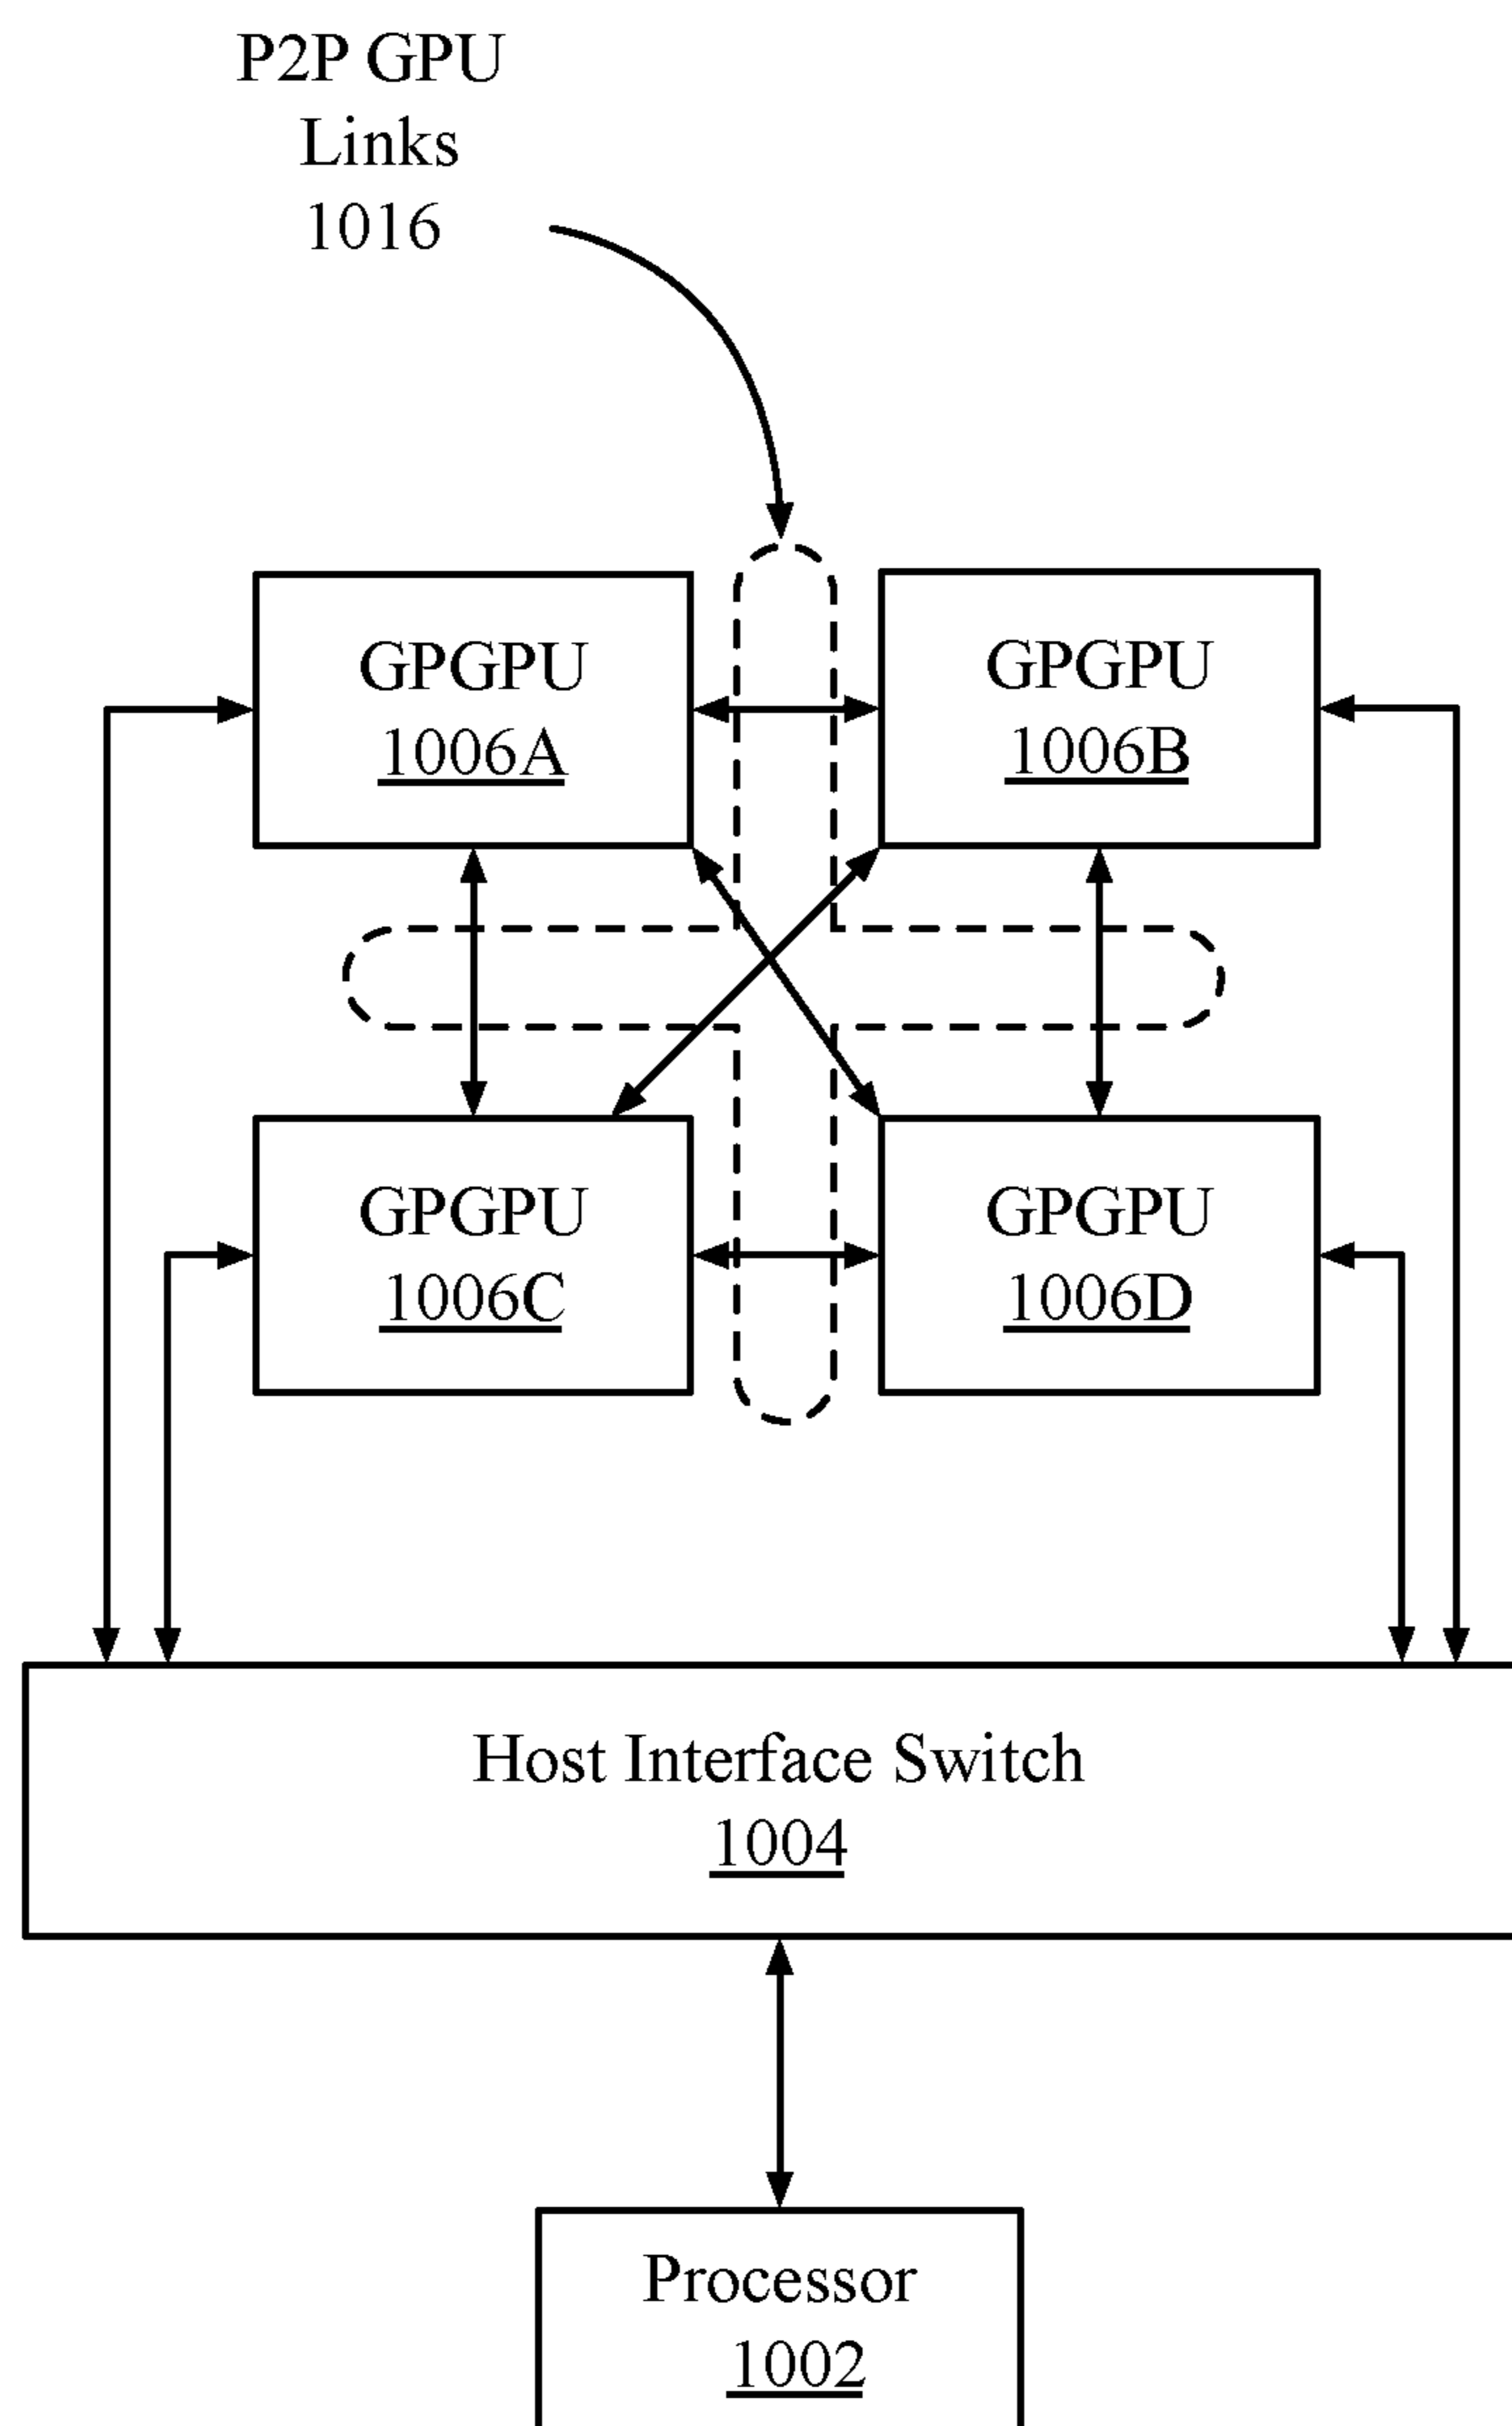 P2P GPU
Links
1016
GPGPU
1006A
GPGPU
1006B
GPGPU
1006C
GPGPU
1006D
Host Interface Switch
1004
Processor
1002